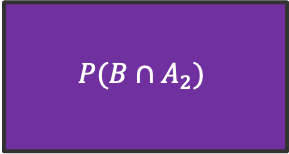 P(B ∩ A₂)